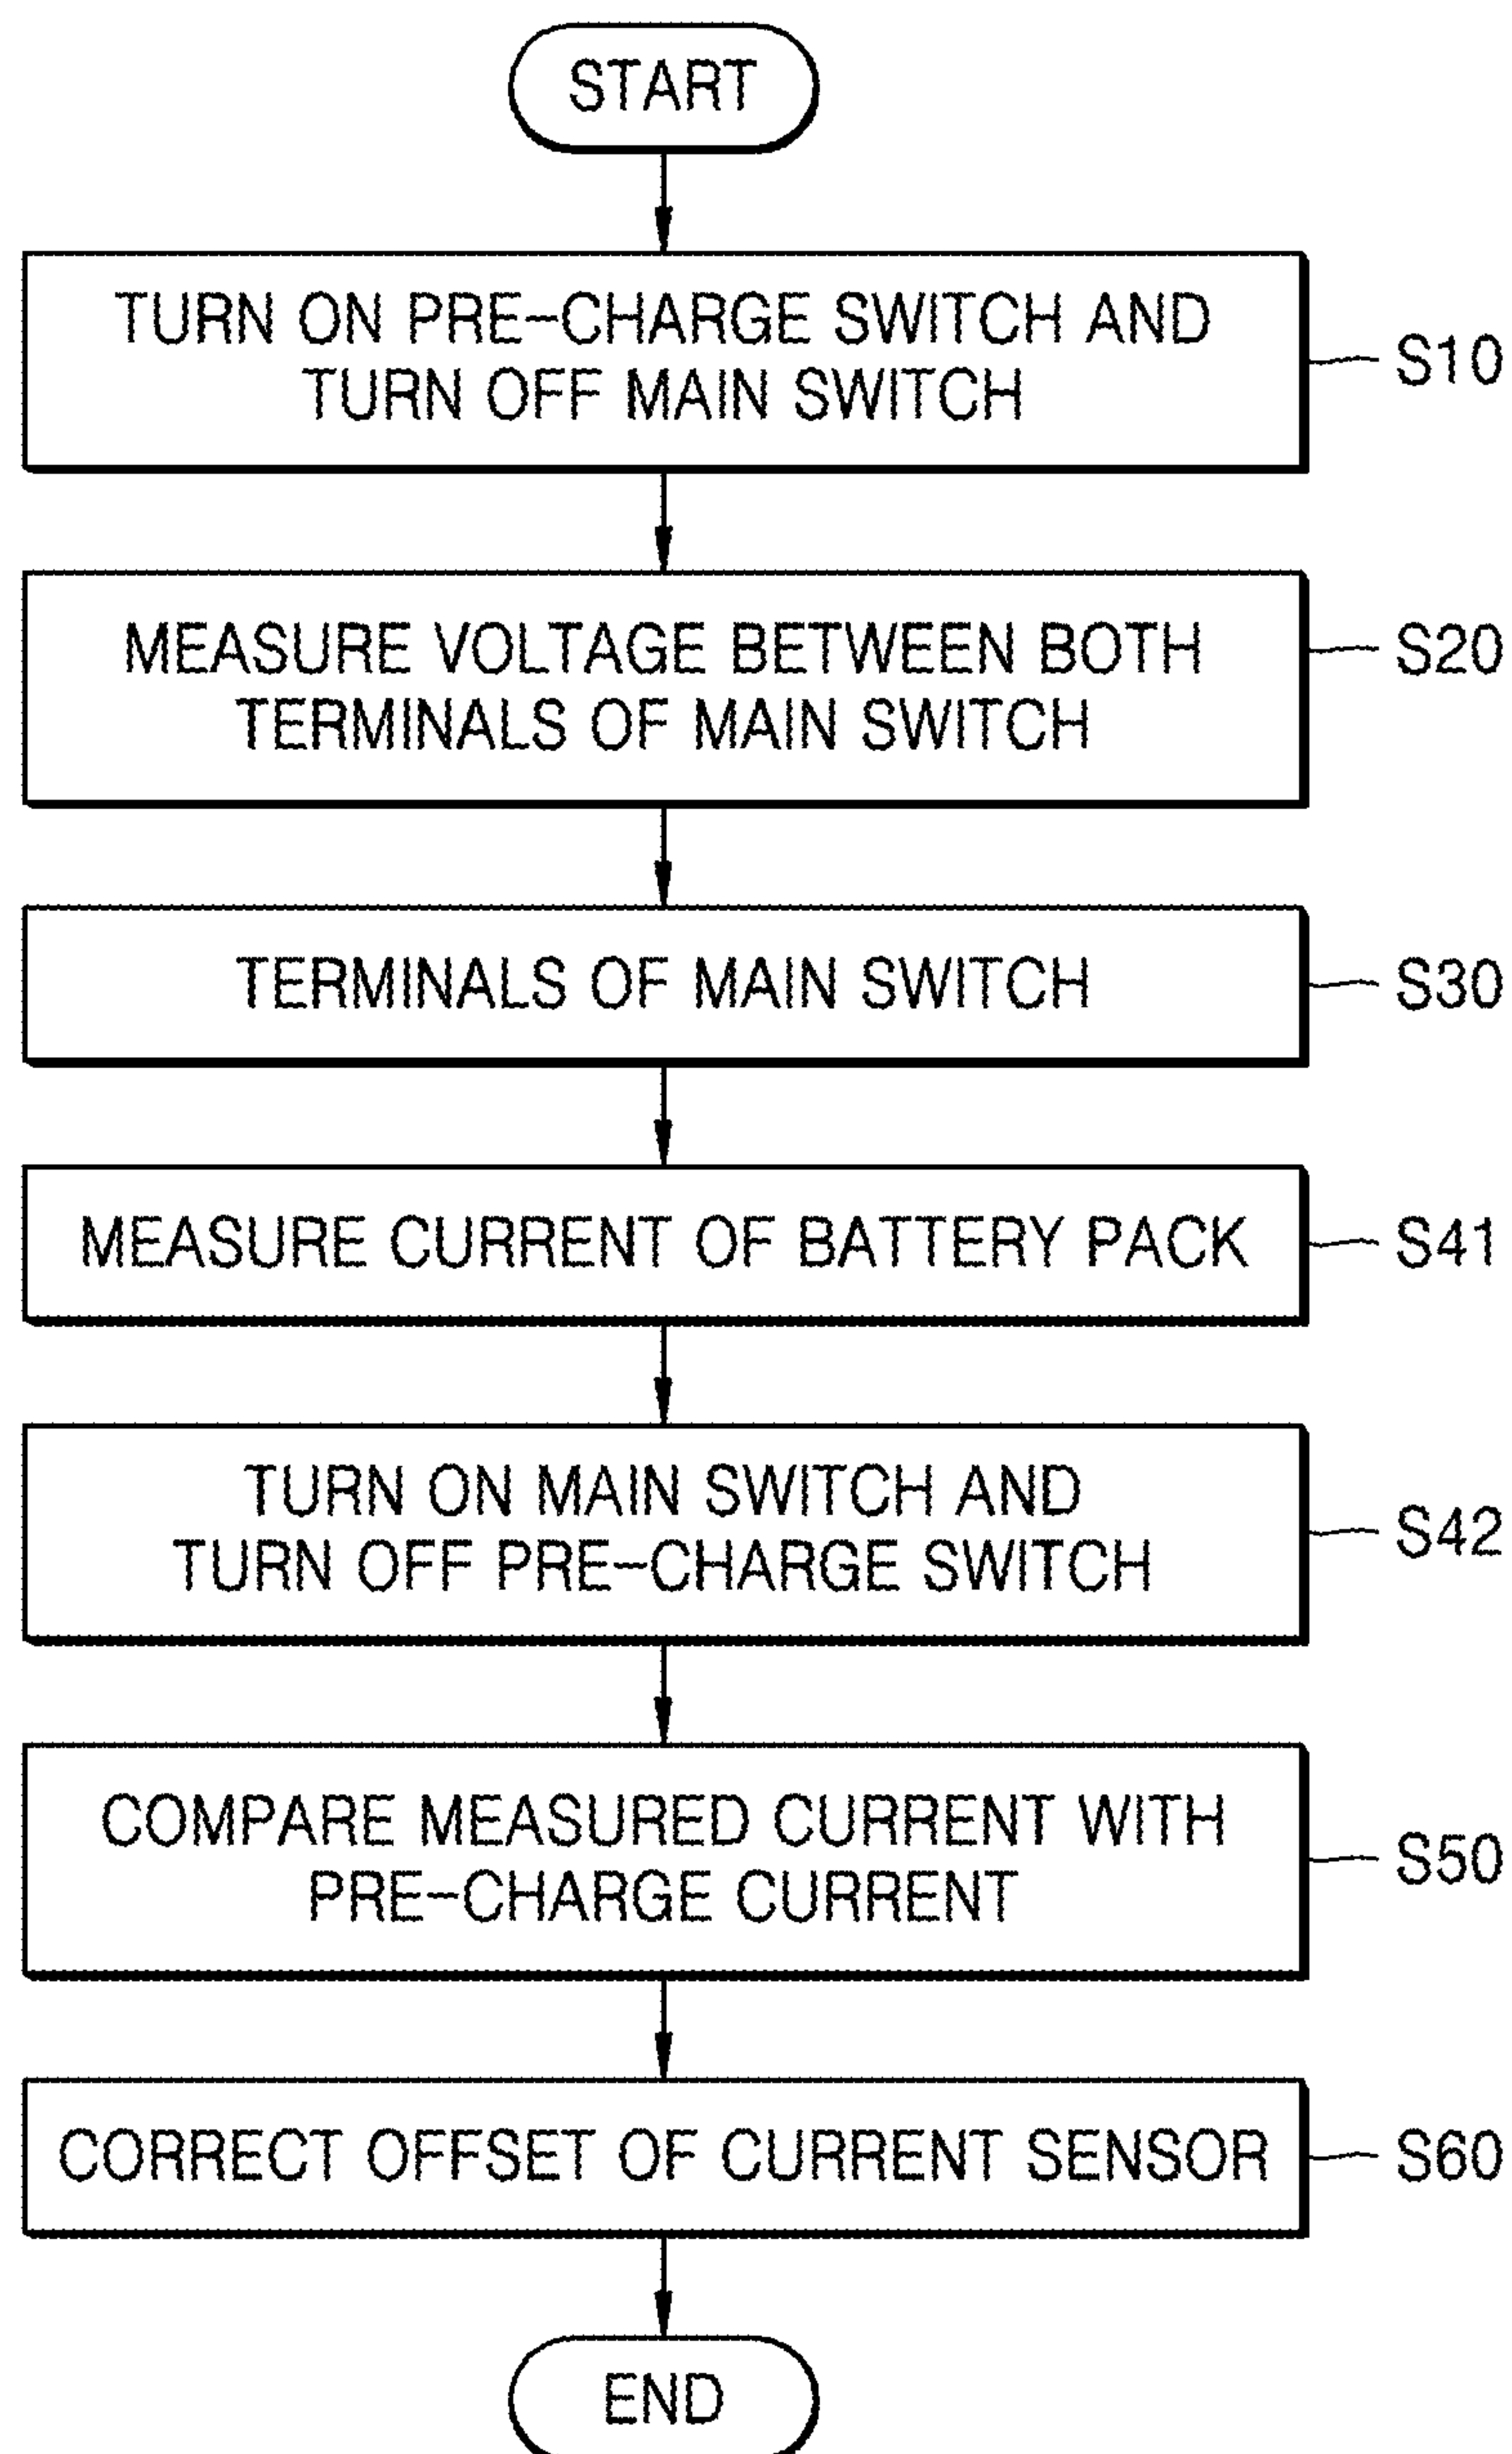 START
TURN ON PRE-CHARGE SWITCH AND
TURN OFF MAIN SWITCH
S10
MEASURE VOLTAGE BETWEEN BOTH
TERMINALS OF MAIN SWITCH
S20
TERMINALS OF MAIN SWITCH
S30
MEASURE CURRENT OF BATTERY PACK
S41
TURN ON MAIN SWITCH AND
TURN OFF PRE-CHARGE SWITCH
S42
COMPARE MEASURED CURRENT WITH
PRE-CHARGE CURRENT
S50
CORRECT OFFSET OF CURRENT SENSOR
S60
END